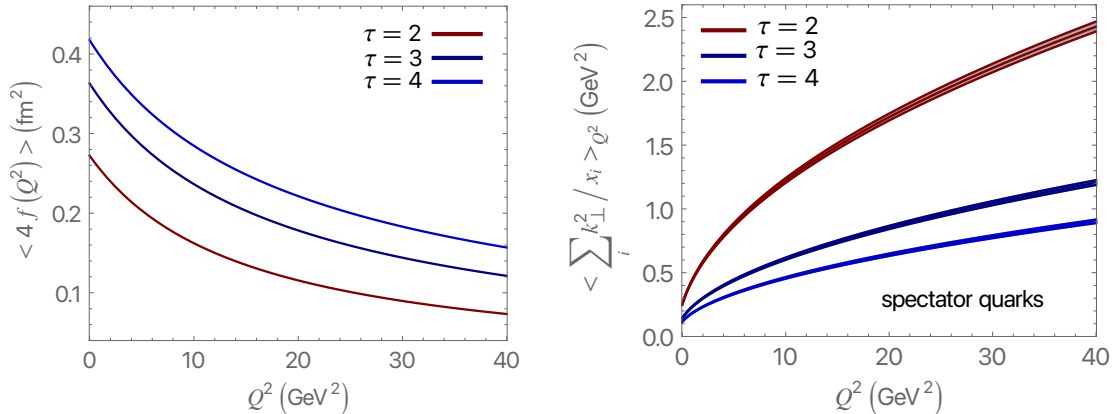 τ = 2
τ = 3
τ = 4
0.4
0.3
0.2
0.1
0 10 20 30 40
Q² (GeV²)
< 4 f (Q²) > (fm²)
τ = 2
τ = 3
τ = 4
2.5
2.0
1.5
1.0
0.5
0.0
spectator quarks
0 10 20 30 40
Q² (GeV²)
< ∑ᵢ k²⊥ / xᵢ >Q² (GeV²)